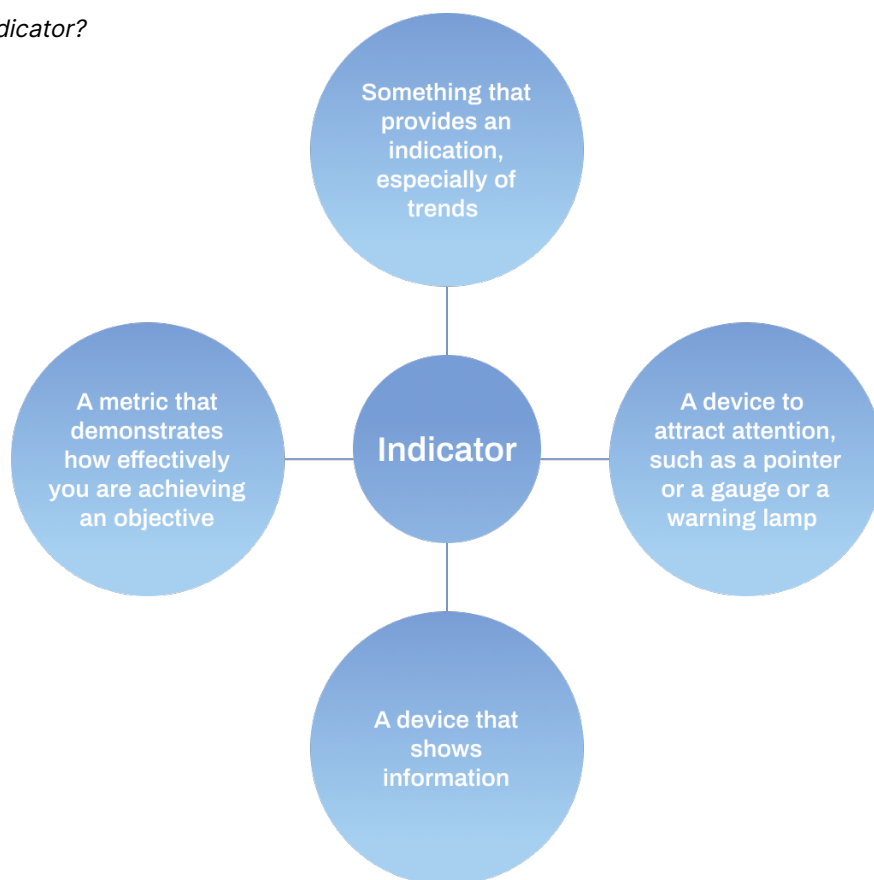 dicator?
Something that
provides an
indication,
especially of
trends
A metric that
demonstrates
how effectively
you are achieving
an objective
Indicator
A device to
attract attention,
such as a pointer
or a gauge or a
warning lamp
A device that
shows
information